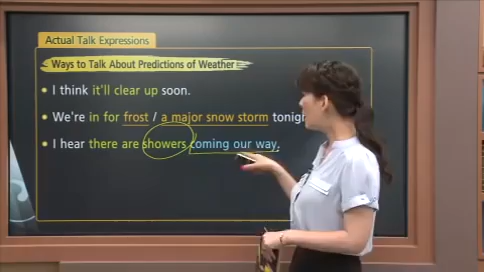 Actual Talk Expressions
Ways to Talk About Predictions of Weather
• I think it'll clear up soon.
• We're in for frost / a major snow storm tonigh
• I hear there are showers coming our way.